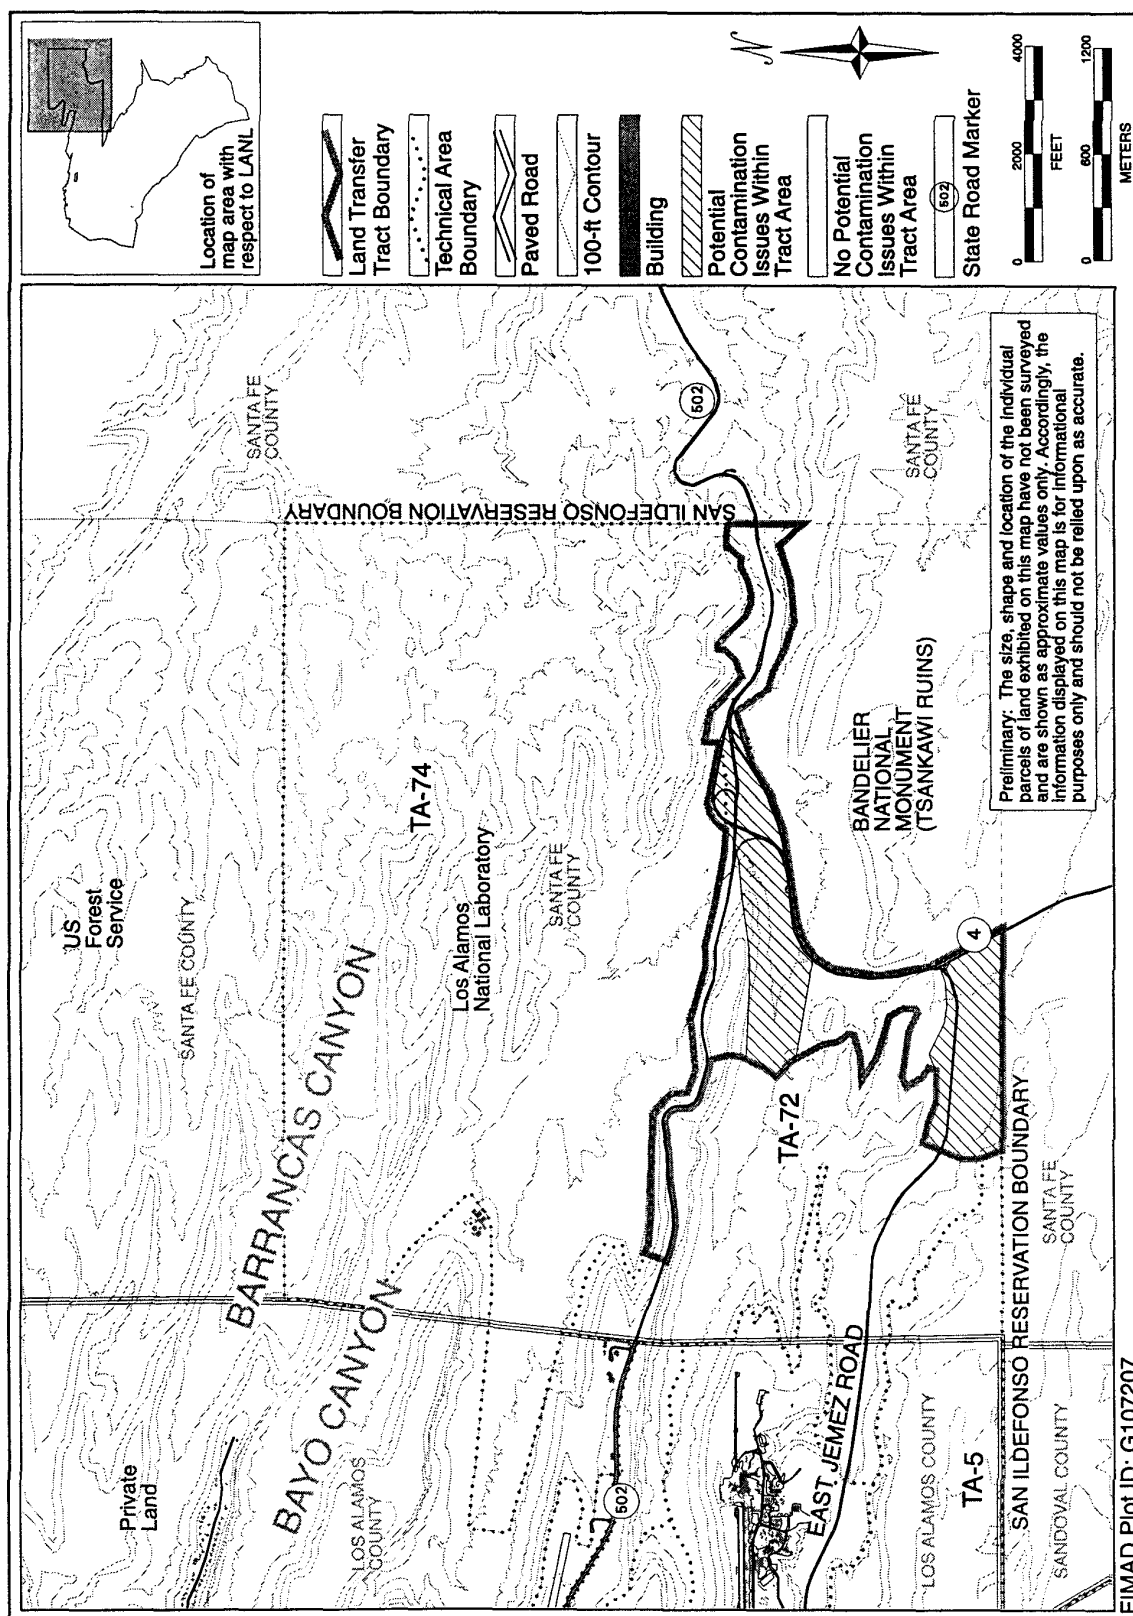 Private
Land
US
Forest
Service
SANTA FE COUNTY
SANTA FE
COUNTY
BARRANCAS CANYON
BAYO CANYON
LOS ALAMOS
COUNTY
TA-74
Los Alamos
National Laboratory
SANTA FE
COUNTY
SAN ILDEFONSO RESERVATION BOUNDARY
502
502
TA-72
EAST JEMEZ ROAD
BANDELIER
NATIONAL
MONUMENT
(TSANKAWI RUINS)
SANTA FE
COUNTY
4
LOS ALAMOS COUNTY
TA-5
SAN ILDEFONSO RESERVATION BOUNDARY
SANDOVAL COUNTY
SANTA FE
COUNTY
Preliminary: The size, shape and location of the individual
parcels of land exhibited on this map have not been surveyed
and are shown as approximate values only. Accordingly, the
information displayed on this map is for informational
purposes only and should not be relied upon as accurate.
Location of
map area with
respect to LANL
Land Transfer
Tract Boundary
Technical Area
Boundary
Paved Road
100-ft Contour
Building
Potential
Contamination
Issues Within
Tract Area
No Potential
Contamination
Issues Within
Tract Area
502
State Road Marker
N
0 2000 4000
FEET
0 600 1200
METERS
FIMAD Plot ID: G107207